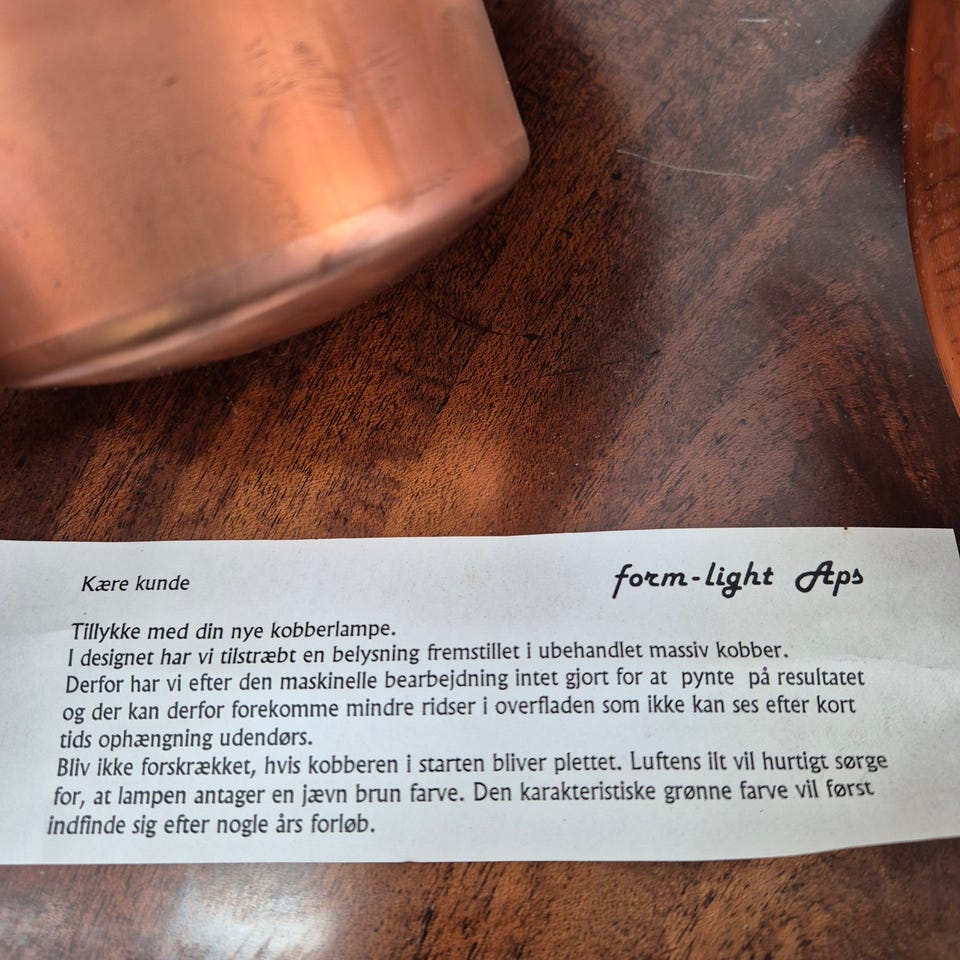 Kære kunde
form-light Aps
Tillykke med din nye kobberlampe.
I designet har vi tilstræbt en belysning fremstillet i ubehandlet massiv kobber.
Derfor har vi efter den maskinelle bearbejdning intet gjort for at pynte på resultatet
og der kan derfor forekomme mindre ridser i overfladen som ikke kan ses efter kort
tids ophængning udendørs.
Bliv ikke forskrækket, hvis kobberen i starten bliver plettet. Luftens ilt vil hurtigt sørge
for, at lampen antager en jævn brun farve. Den karakteristiske grønne farve vil først
indfinde sig efter nogle års forløb.